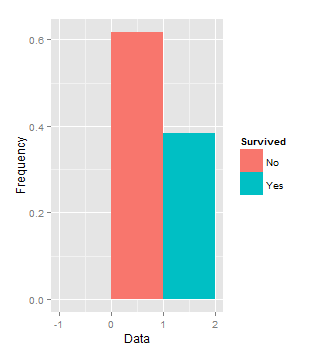 0.6
0.4
0.2
0.0
Frequency
-1 0 1 2
Data
Survived
No
Yes